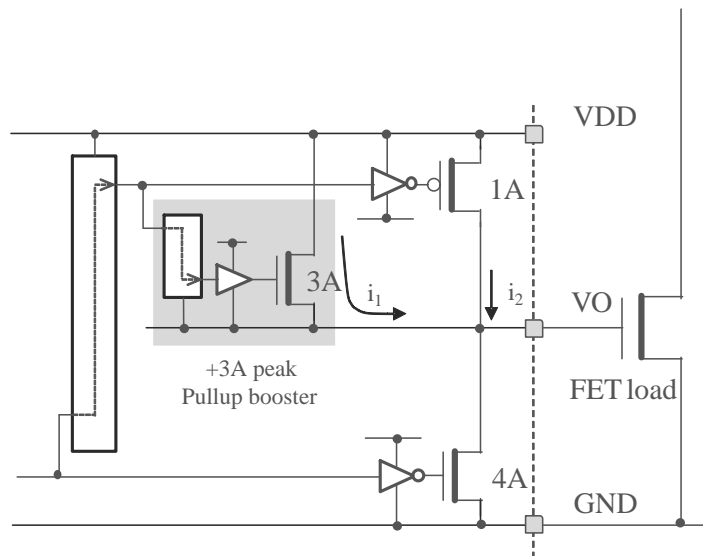 VDD
1A
3A
i1
i2
VO
+3A peak
Pullup booster
FET load
4A
GND